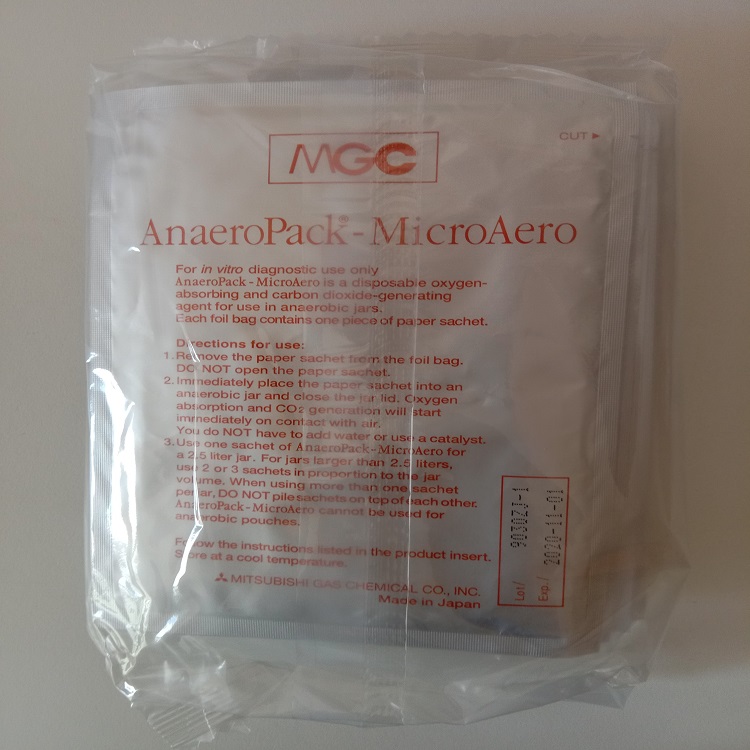 CUT ▶
MGC
AnaeroPack®-MicroAero
For in vitro diagnostic use only
AnaeroPack-MicroAero is a disposable oxygen-
absorbing and carbon dioxide-generating
agent for use in anaerobic jars.
Each foil bag contains one piece of paper sachet.
Directions for use:
1. Remove the paper sachet from the foil bag.
DO NOT open the paper sachet.
2. Immediately place the paper sachet into an
anaerobic jar and close the jar lid. Oxygen
absorption and CO2 generation will start
immediately on contact with air.
You do NOT have to add water or use a catalyst.
3. Use one sachet of AnaeroPack-MicroAero for
a 2.5 liter jar. For jars larger than 2.5 liters,
use 2 or 3 sachets in proportion to the jar
volume. When using more than one sachet
per jar, DO NOT pile sachets on top of each other.
AnaeroPack-MicroAero cannot be used for
anaerobic pouches.
Follow the instructions listed in the product insert.
Store at a cool temperature.
MITSUBISHI GAS CHEMICAL CO., INC.
Made in Japan
Lot/ 90302J-1
Exp./ 2020-11-01